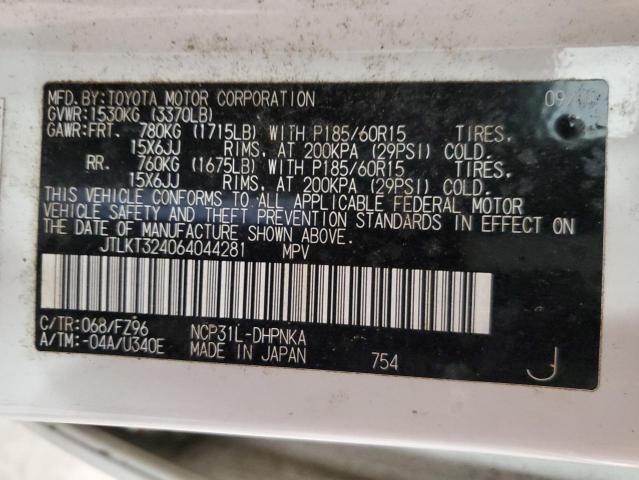 MFD.BY:TOYOTA MOTOR CORPORATION 09/
GVWR:1530KG (3370LB)
GAWR:FRT. 780KG (1715LB) WITH P185/60R15 TIRES,
15X6JJ RIMS, AT 200KPA (29PSI) COLD.
RR. 760KG (1675LB) WITH P185/60R15 TIRES,
15X6JJ RIMS, AT 200KPA (29PSI) COLD.
THIS VEHICLE CONFORMS TO ALL APPLICABLE FEDERAL MOTOR
VEHICLE SAFETY AND THEFT PREVENTION STANDARDS IN EFFECT ON
THE DATE OF MANUFACTURE SHOWN ABOVE.
JTLKT324064044281 MPV
C/TR:068/FZ96 NCP31L-DHPNKA
A/TM:-04A/U340E MADE IN JAPAN 754 J